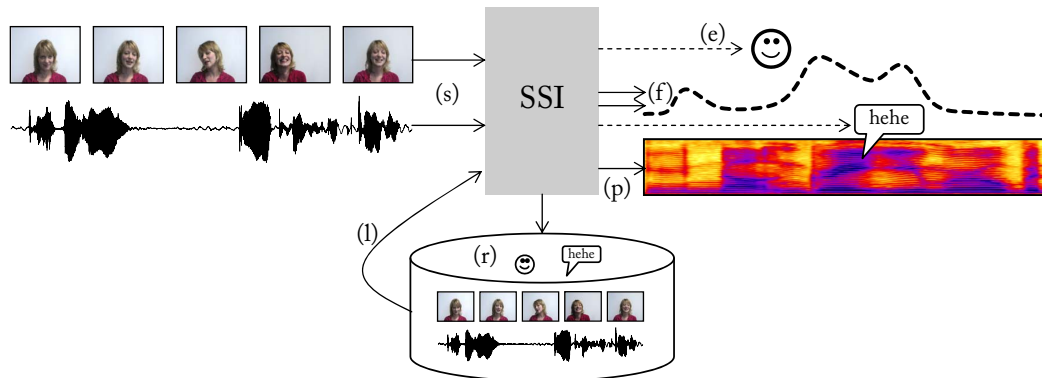 (e)
(s)
SSI
(f)
hehe
(p)
(l)
(r)
hehe